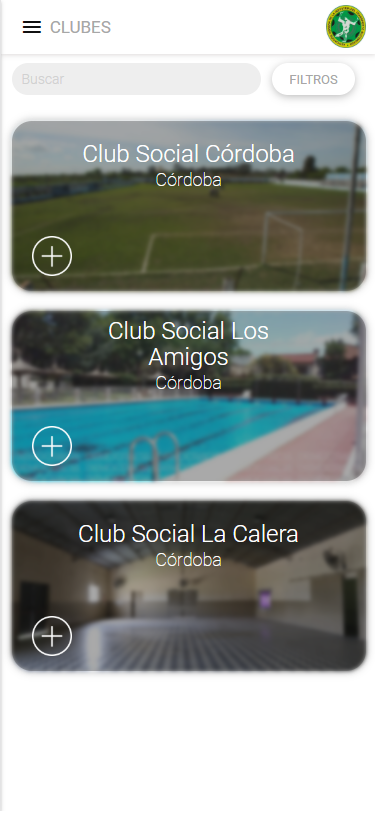 CLUBES
Buscar
FILTROS
Club Social Córdoba
Córdoba
Club Social Los
Amigos
Córdoba
Club Social La Calera
Córdoba